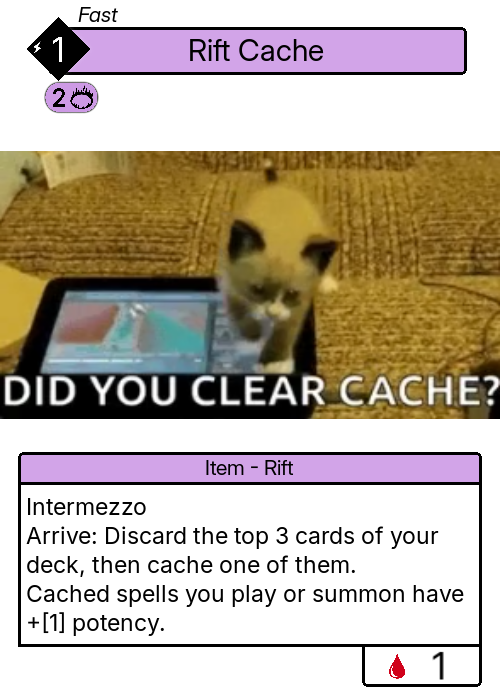 Fast
1
Rift Cache
2
DID YOU CLEAR CACHE?
Item - Rift
Intermezzo
Arrive: Discard the top 3 cards of your
deck, then cache one of them.
Cached spells you play or summon have
+[1] potency.
1